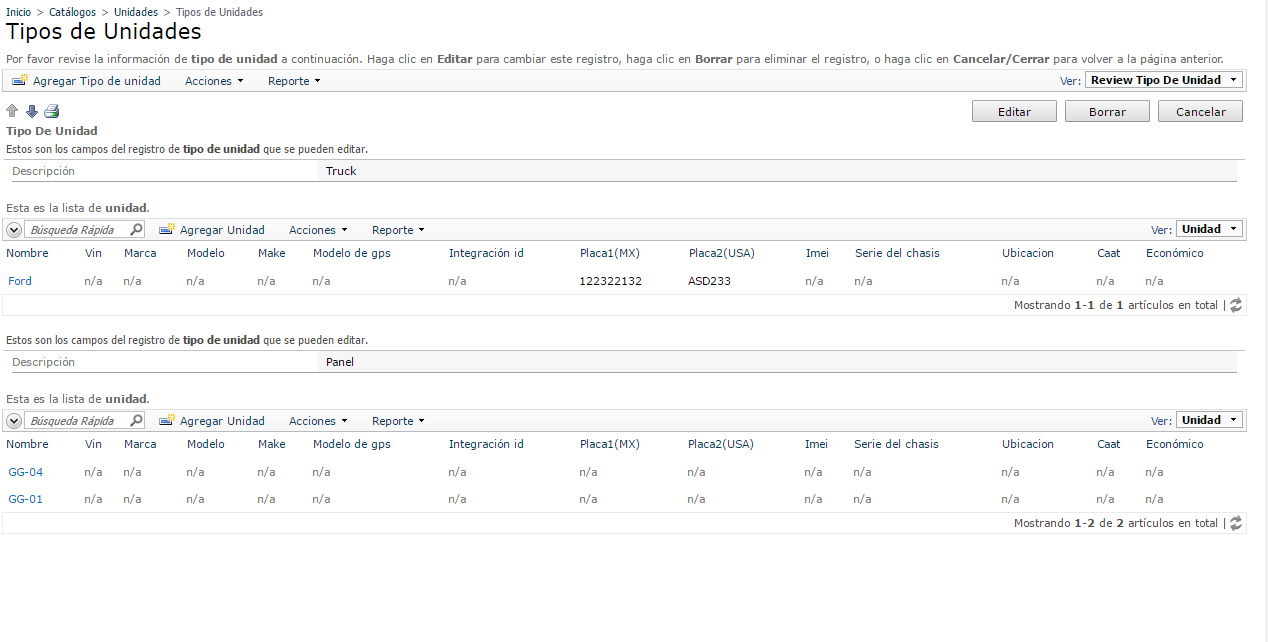 Inicio > Catálogos > Unidades > Tipos de Unidades
Tipos de Unidades
Por favor revise la información de tipo de unidad a continuación. Haga clic en Editar para cambiar este registro, haga clic en Borrar para eliminar el registro, o haga clic en Cancelar/Cerrar para volver a la página anterior.
Agregar Tipo de unidad Acciones Reporte Ver: Review Tipo De Unidad
Editar Borrar Cancelar
Tipo De Unidad
Estos son los campos del registro de tipo de unidad que se pueden editar.
Descripción Truck
Esta es la lista de unidad.
Búsqueda Rápida Agregar Unidad Acciones Reporte Ver: Unidad
Nombre Vin Marca Modelo Make Modelo de gps Integración id Placa1(MX) Placa2(USA) Imei Serie del chasis Ubicacion Caat Económico
Ford n/a n/a n/a n/a n/a n/a 122322132 ASD233 n/a n/a n/a n/a n/a
Mostrando 1-1 de 1 artículos en total |
Estos son los campos del registro de tipo de unidad que se pueden editar.
Descripción Panel
Esta es la lista de unidad.
Búsqueda Rápida Agregar Unidad Acciones Reporte Ver: Unidad
Nombre Vin Marca Modelo Make Modelo de gps Integración id Placa1(MX) Placa2(USA) Imei Serie del chasis Ubicacion Caat Económico
GG-04 n/a n/a n/a n/a n/a n/a n/a n/a n/a n/a n/a n/a n/a
GG-01 n/a n/a n/a n/a n/a n/a n/a n/a n/a n/a n/a n/a n/a
Mostrando 1-2 de 2 artículos en total |